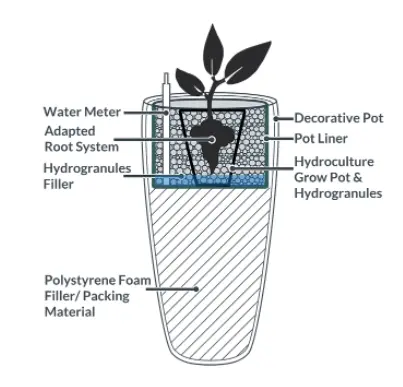 Water Meter
Adapted
Root System
Hydrogranules
Filler
Decorative Pot
Pot Liner
Hydroculture
Grow Pot &
Hydrogranules
Polystyrene Foam
Filler/ Packing
Material